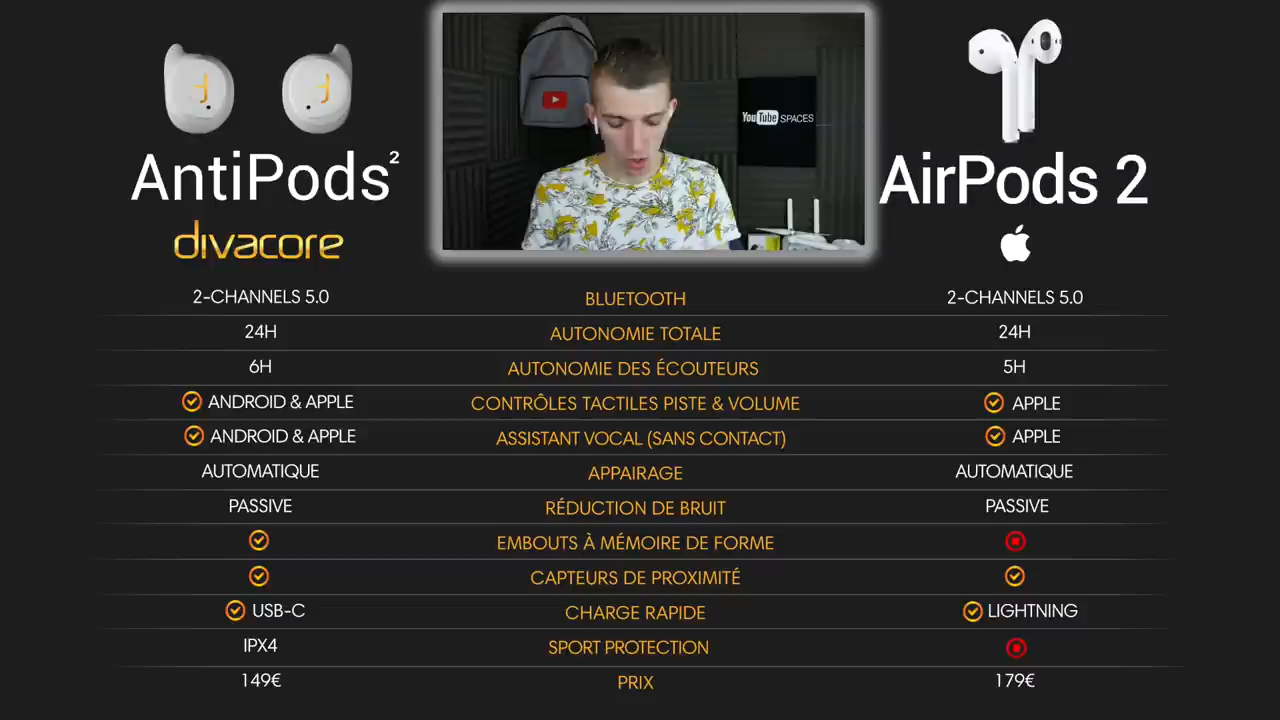 YouTube SPACES
AntiPods²
AirPods 2
divacore
2-CHANNELS 5.0 BLUETOOTH 2-CHANNELS 5.0
24H AUTONOMIE TOTALE 24H
6H AUTONOMIE DES ÉCOUTEURS 5H
ANDROID & APPLE CONTRÔLES TACTILES PISTE & VOLUME APPLE
ANDROID & APPLE ASSISTANT VOCAL (SANS CONTACT) APPLE
AUTOMATIQUE APPAIRAGE AUTOMATIQUE
PASSIVE RÉDUCTION DE BRUIT PASSIVE
EMBOUTS À MÉMOIRE DE FORME
CAPTEURS DE PROXIMITÉ
USB-C CHARGE RAPIDE LIGHTNING
IPX4 SPORT PROTECTION
149€ PRIX 179€